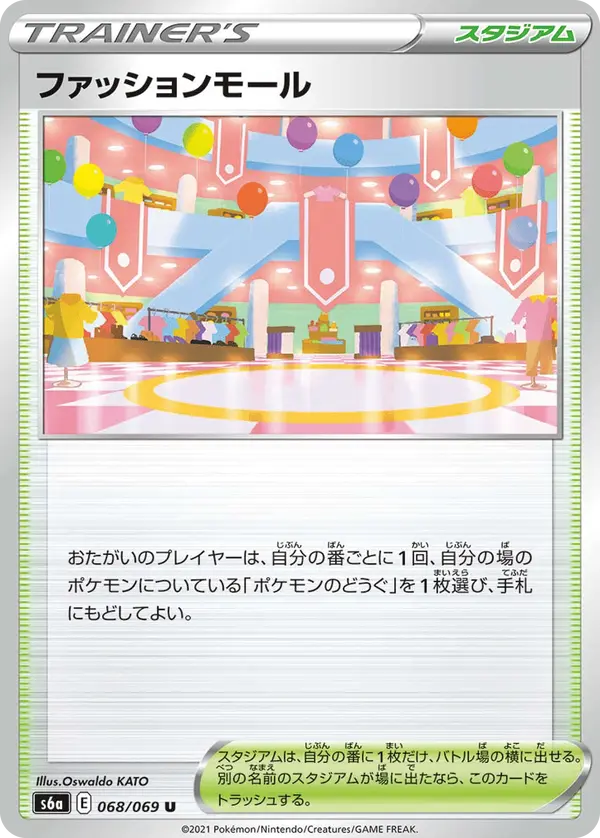 TRAINER'S スタジアム
ファッションモール
おたがいのプレイヤーは、自分の番ごとに1回、自分の場の
ポケモンについている「ポケモンのどうぐ」を1枚選び、手札
にもどしてよい。
スタジアムは、自分の番に1枚だけ、バトル場の横に出せる。
別の名前のスタジアムが場に出たなら、このカードを
トラッシュする。
Illus.Oswaldo KATO
s6a E 068/069 U
©2021 Pokémon/Nintendo/Creatures/GAME FREAK.